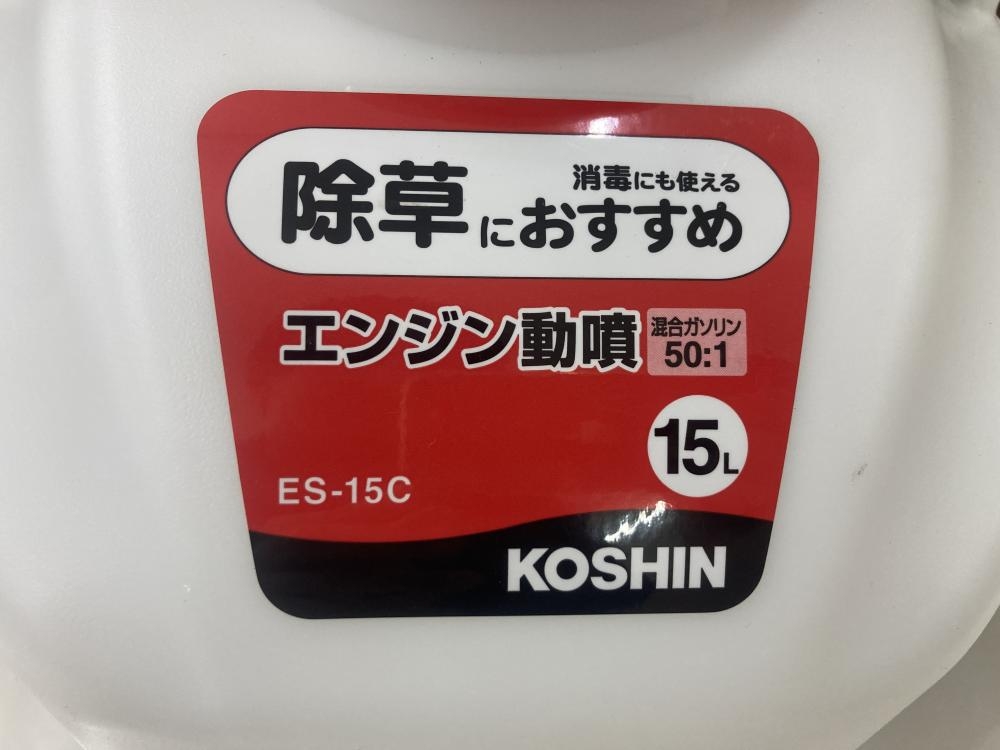 消毒にも使える
除草におすすめ
エンジン動噴
混合ガソリン
50:1
15L
ES-15C
KOSHIN